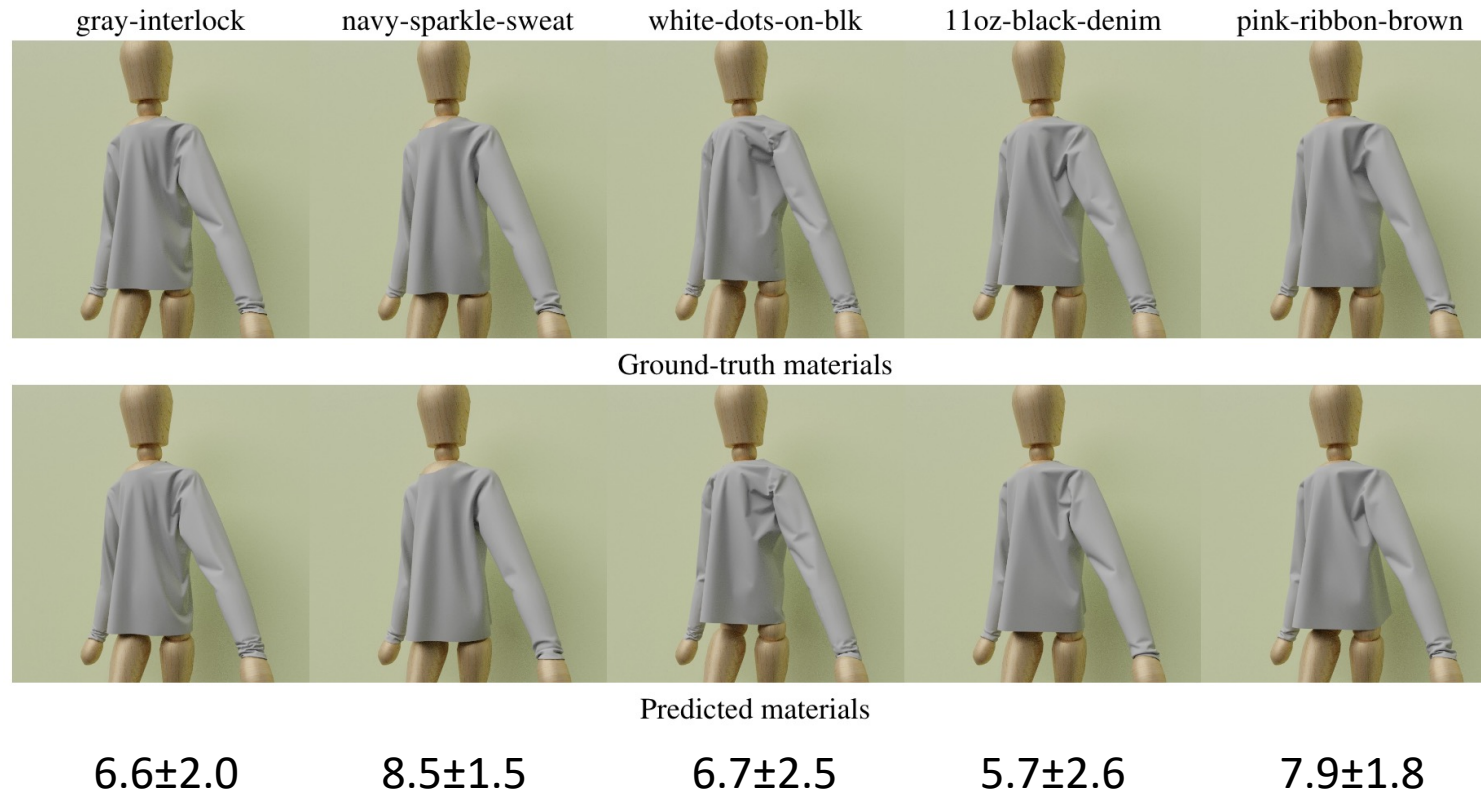 gray-interlock navy-sparkle-sweat white-dots-on-blk 11oz-black-denim pink-ribbon-brown
Ground-truth materials
Predicted materials
6.6±2.0 8.5±1.5 6.7±2.5 5.7±2.6 7.9±1.8